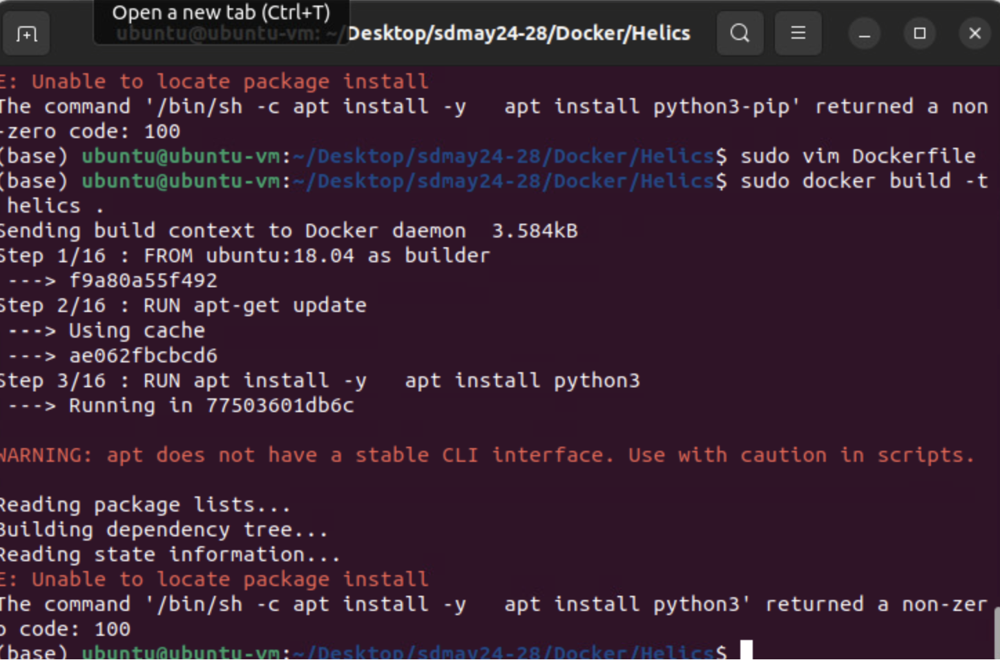 Open a new tab (Ctrl+T)
ubuntu@ubuntu-vm: ~/Desktop/sdmay24-28/Docker/Helics
E: Unable to locate package install
The command '/bin/sh -c apt install -y   apt install python3-pip' returned a non
-zero code: 100
(base) ubuntu@ubuntu-vm:~/Desktop/sdmay24-28/Docker/Helics$ sudo vim Dockerfile
(base) ubuntu@ubuntu-vm:~/Desktop/sdmay24-28/Docker/Helics$ sudo docker build -t
 helics .
Sending build context to Docker daemon  3.584kB
Step 1/16 : FROM ubuntu:18.04 as builder
 ---> f9a80a55f492
Step 2/16 : RUN apt-get update
 ---> Using cache
 ---> ae062fbcbcd6
Step 3/16 : RUN apt install -y   apt install python3
 ---> Running in 77503601db6c
WARNING: apt does not have a stable CLI interface. Use with caution in scripts.
Reading package lists...
Building dependency tree...
Reading state information...
E: Unable to locate package install
The command '/bin/sh -c apt install -y   apt install python3' returned a non-zer
o code: 100
(base) ubuntu@ubuntu-vm:~/Desktop/sdmay24-28/Docker/Helics$